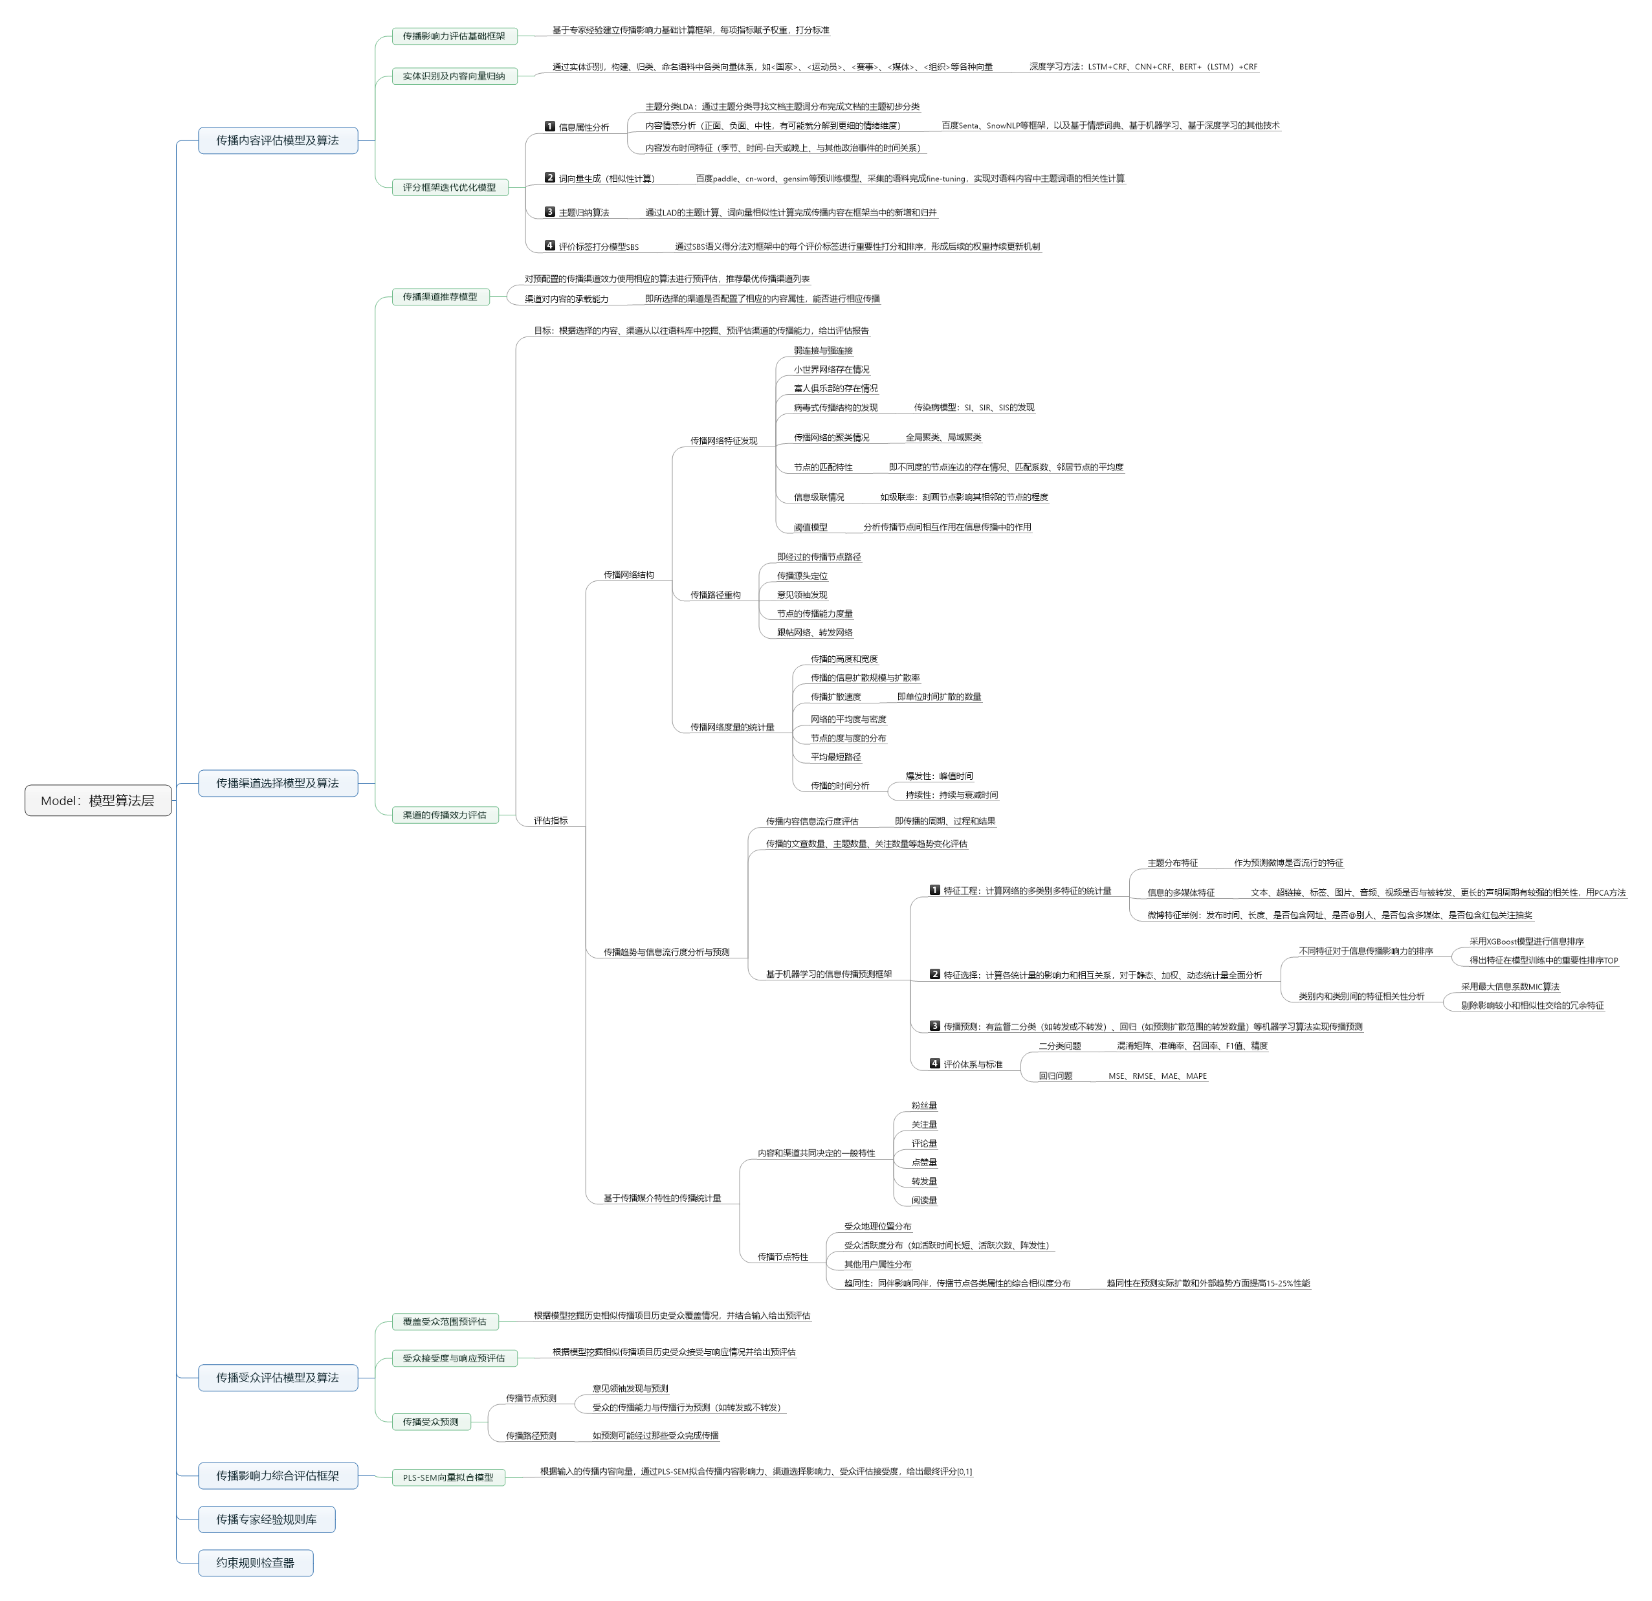 Model：模型算法层
传播内容评估模型及算法
传播影响力评估基础框架
基于专家经验建立传播影响力基础计算框架，每项指标赋予权重，打分标准
实体识别及内容向量归纳
通过实体识别，构建、归类、命名语料中各类向量体系，如<国家>、<运动员>、<赛事>、<媒体>、<组织>等各种向量
深度学习方法：LSTM+CRF、CNN+CRF、BERT+（LSTM）+CRF
评分框架迭代优化模型
1 信息属性分析
主题分类LDA：通过主题分类寻找文档主题词分布完成文档的主题初步分类
内容情感分析（正面、负面、中性，有可能就分解到更细的情绪维度）
百度Senta、SnowNLP等框架，以及基于情感词典、基于机器学习、基于深度学习的其他技术
内容发布时间特征（季节、时间-白天或晚上、与其他政治事件的时间关系）
2 词向量生成（相似性计算）
百度paddle、cn-word、gensim等预训练模型、采集的语料完成fine-tuning，实现对语料内容中主题词语的相关性计算
3 主题归纳算法
通过LAD的主题计算、词向量相似性计算完成传播内容在框架当中的新增和归并
4 评价标签打分模型SBS
通过SBS语义得分法对框架中的每个评价标签进行重要性打分和排序，形成后续的权重持续更新机制
传播渠道选择模型及算法
传播渠道推荐模型
对预配置的传播渠道效力使用相应的算法进行预评估，推荐最优传播渠道列表
渠道对内容的承载能力
即所选择的渠道是否配置了相应的内容属性，能否进行相应传播
渠道的传播效力评估
目标：根据选择的内容、渠道从以往语料库中挖掘、预评估渠道的传播能力，给出评估报告
评估指标
传播网络结构
传播网络特征发现
弱连接与强连接
小世界网络存在情况
富人俱乐部的存在情况
病毒式传播结构的发现
传染病模型：SI、SIR、SIS的发现
传播网络的聚类情况
全局聚类、局域聚类
节点的匹配特性
即不同度的节点连边的存在情况、匹配系数、邻居节点的平均度
信息级联情况
如级联率：刻画节点影响其相邻的节点的程度
阈值模型
分析传播节点间相互作用在信息传播中的作用
传播路径重构
即经过的传播节点路径
传播源头定位
意见领袖发现
节点的传播能力度量
跟帖网络、转发网络
传播网络度量的统计量
传播的高度和宽度
传播的信息扩散规模与扩散率
传播扩散速度
即单位时间扩散的数量
网络的平均度与密度
节点的度与度的分布
平均最短路径
传播的时间分析
爆发性：峰值时间
持续性：持续与衰减时间
传播趋势与信息流行度分析与预测
传播内容信息流行度评估
即传播的周期、过程和结果
传播的文章数量、主题数量、关注数量等趋势变化评估
基于机器学习的信息传播预测框架
1 特征工程：计算网络的多类别多特征的统计量
主题分布特征
作为预测微博是否流行的特征
信息的多媒体特征
文本、超链接、标签、图片、音频、视频是否与被转发、更长的声明周期有较强的相关性，用PCA方法
微博特征举例：发布时间、长度、是否包含网址、是否@别人、是否包含多媒体、是否包含红包关注抽奖
2 特征选择：计算各统计量的影响力和相互关系，对于静态、加权、动态统计量全面分析
不同特征对于信息传播影响力的排序
采用XGBoost模型进行信息排序
得出特征在模型训练中的重要性排序TOP
类别内和类别间的特征相关性分析
采用最大信息系数MIC算法
剔除影响较小和相似性交给的冗余特征
3 传播预测：有监督二分类（如转发或不转发）、回归（如预测扩散范围的转发数量）等机器学习算法实现传播预测
4 评价体系与标准
二分类问题
混淆矩阵、准确率、召回率、F1值、精度
回归问题
MSE、RMSE、MAE、MAPE
基于传播媒介特性的传播统计量
内容和渠道共同决定的一般特性
粉丝量
关注量
评论量
点赞量
转发量
阅读量
传播节点特性
受众地理位置分布
受众活跃度分布（如活跃时间长短、活跃次数、阵发性）
其他用户属性分布
趋同性：同伴影响同伴，传播节点各类属性的综合相似度分布
趋同性在预测实际扩散和外部趋势方面提高15-25%性能
传播受众评估模型及算法
覆盖受众范围预评估
根据模型挖掘历史相似传播项目历史受众覆盖情况，并结合输入给出预评估
受众接受度与响应预评估
根据模型挖掘相似传播项目历史受众接受与响应情况并给出预评估
传播受众预测
传播节点预测
意见领袖发现与预测
受众的传播能力与传播行为预测（如转发或不转发）
传播路径预测
如预测可能经过那些受众完成传播
传播影响力综合评估框架
PLS-SEM向量拟合模型
根据输入的传播内容向量，通过PLS-SEM拟合传播内容影响力、渠道选择影响力、受众评估接受度，给出最终评分[0,1]
传播专家经验规则库
约束规则检查器